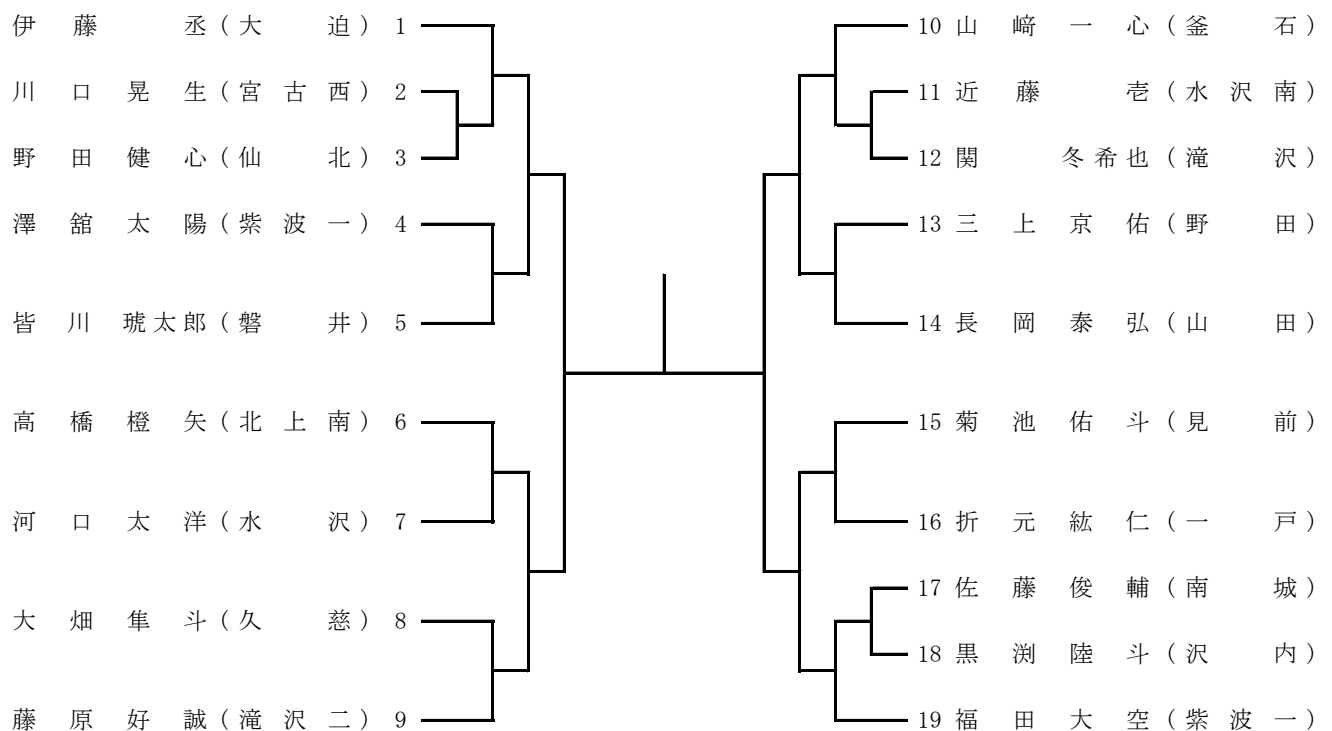 伊藤 丞（大迫） 1
川口晃生（宮古西） 2
野田健心（仙北） 3
澤舘太陽（紫波一） 4
皆川琥太郎（磐井） 5
高橋橙矢（北上南） 6
河口太洋（水沢） 7
大畑隼斗（久慈） 8
藤原好誠（滝沢二） 9
10 山﨑一心（釜石）
11 近藤 壱（水沢南）
12 関 冬希也（滝沢）
13 三上京佑（野田）
14 長岡泰弘（山田）
15 菊池佑斗（見前）
16 折元紘仁（一戸）
17 佐藤俊輔（南城）
18 黒渕陸斗（沢内）
19 福田大空（紫波一）